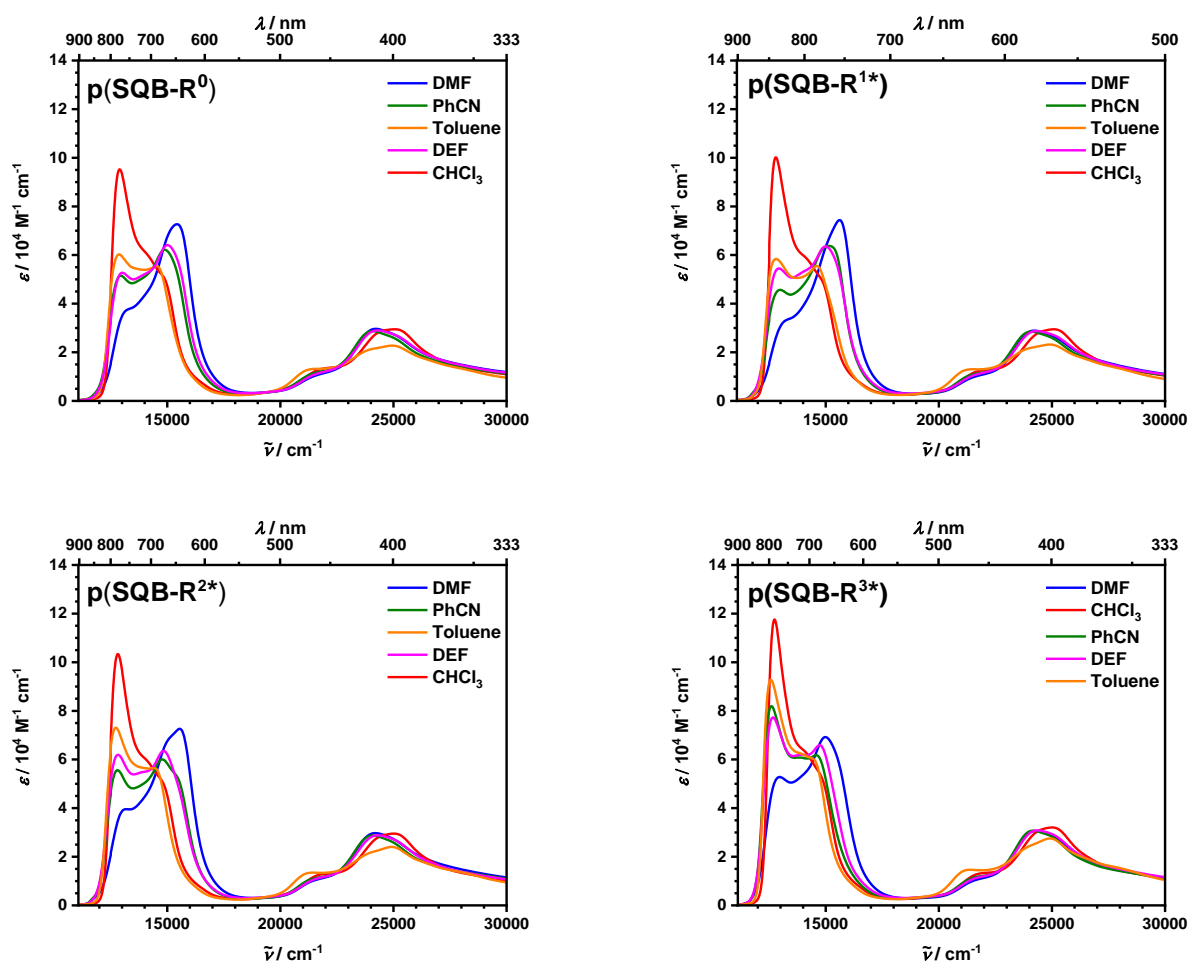 λ / nm
900 800 700 600 500 400 333
14
12
10
8
6
4
2
0
ε / 10⁴ M⁻¹ cm⁻¹
p(SQB-R⁰)
DMF
PhCN
Toluene
DEF
CHCl₃
15000 20000 25000 30000
ν̃ / cm⁻¹
λ / nm
900 800 700 600 500
14
12
10
8
6
4
2
0
ε / 10⁴ M⁻¹ cm⁻¹
p(SQB-R¹*)
DMF
PhCN
Toluene
DEF
CHCl₃
15000 20000 25000 30000
ν̃ / cm⁻¹
λ / nm
900 800 700 600 500 400 333
14
12
10
8
6
4
2
0
ε / 10⁴ M⁻¹ cm⁻¹
p(SQB-R²*)
DMF
PhCN
Toluene
DEF
CHCl₃
15000 20000 25000 30000
ν̃ / cm⁻¹
λ / nm
900 800 700 600 500 400 333
14
12
10
8
6
4
2
0
ε / 10⁴ M⁻¹ cm⁻¹
p(SQB-R³*)
DMF
CHCl₃
PhCN
DEF
Toluene
15000 20000 25000 30000
ν̃ / cm⁻¹